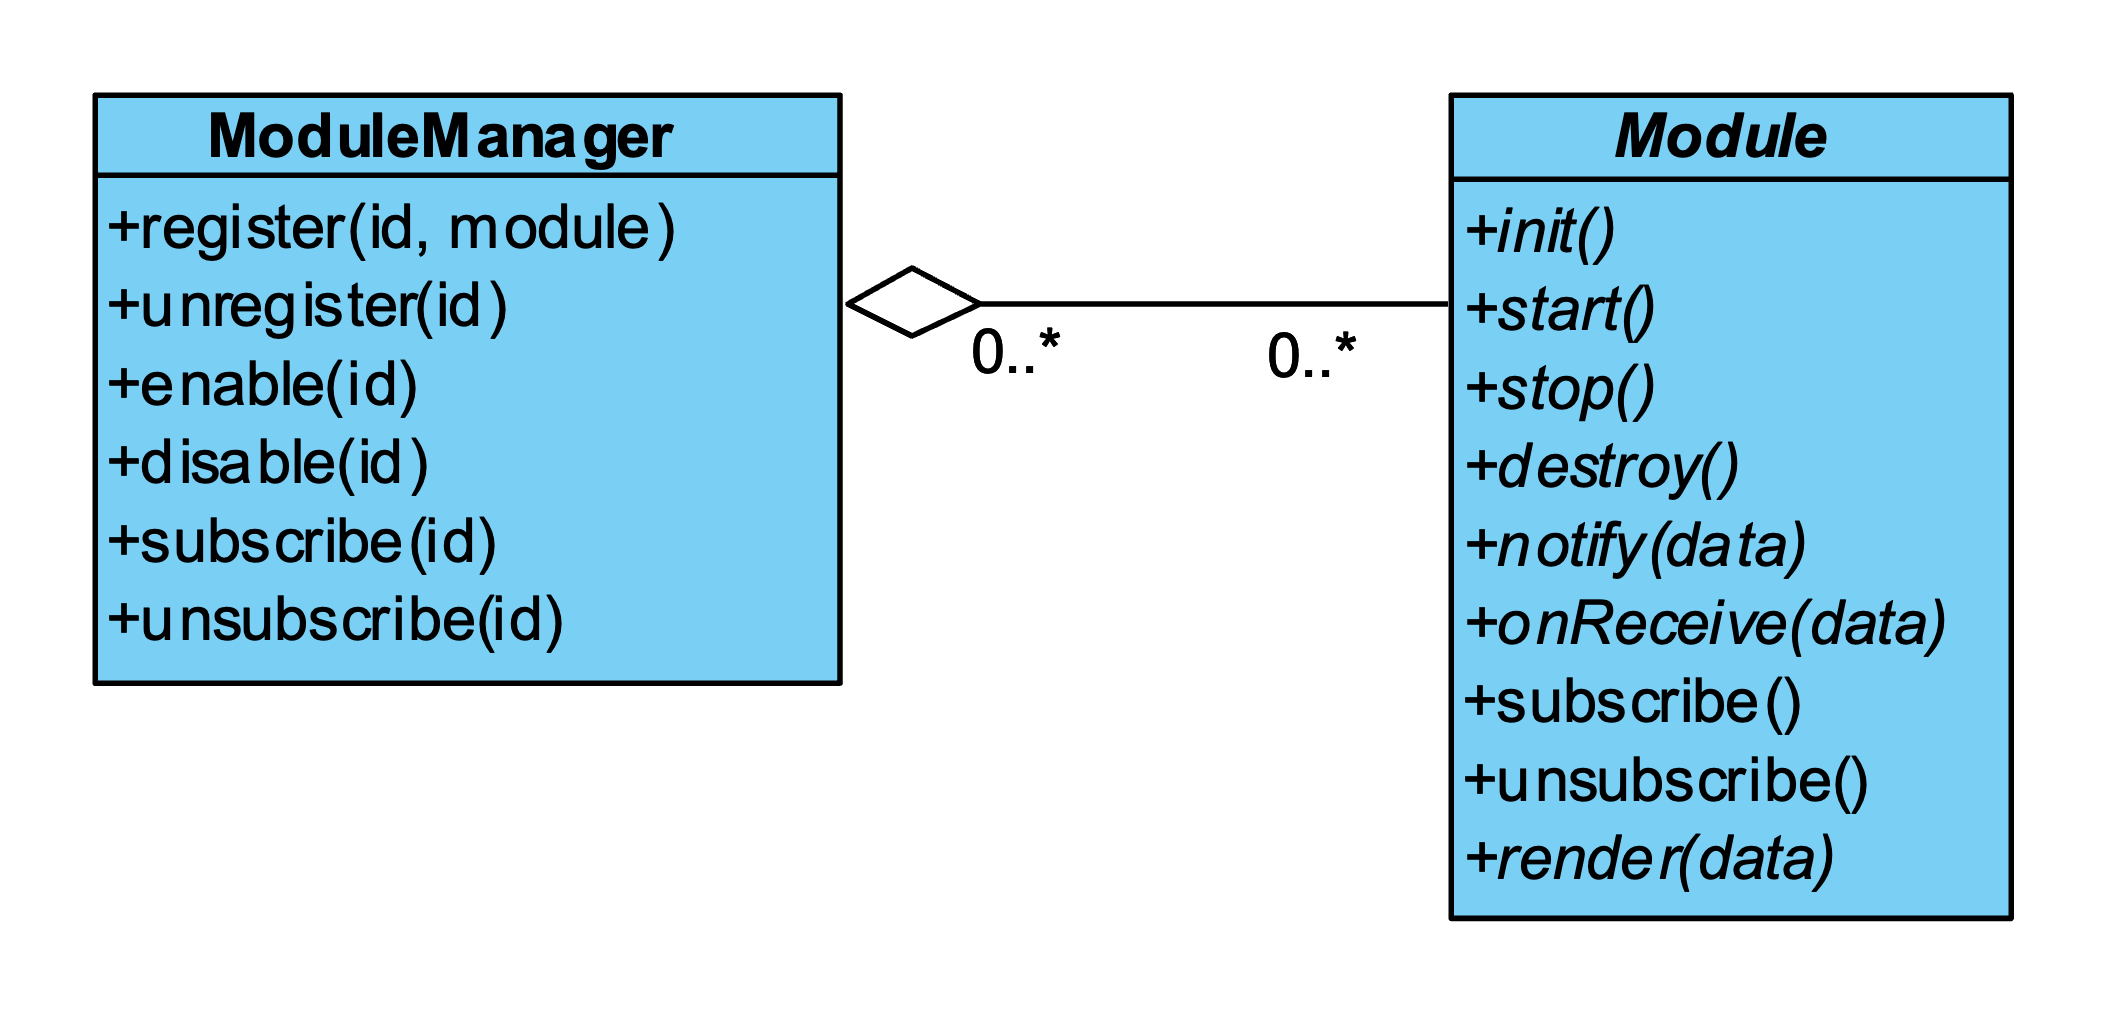 ModuleManager
+register(id, module)
+unregister(id)
+enable(id)
+disable(id)
+subscribe(id)
+unsubscribe(id)
0..*
0..*
Module
+init()
+start()
+stop()
+destroy()
+notify(data)
+onReceive(data)
+subscribe()
+unsubscribe()
+render(data)